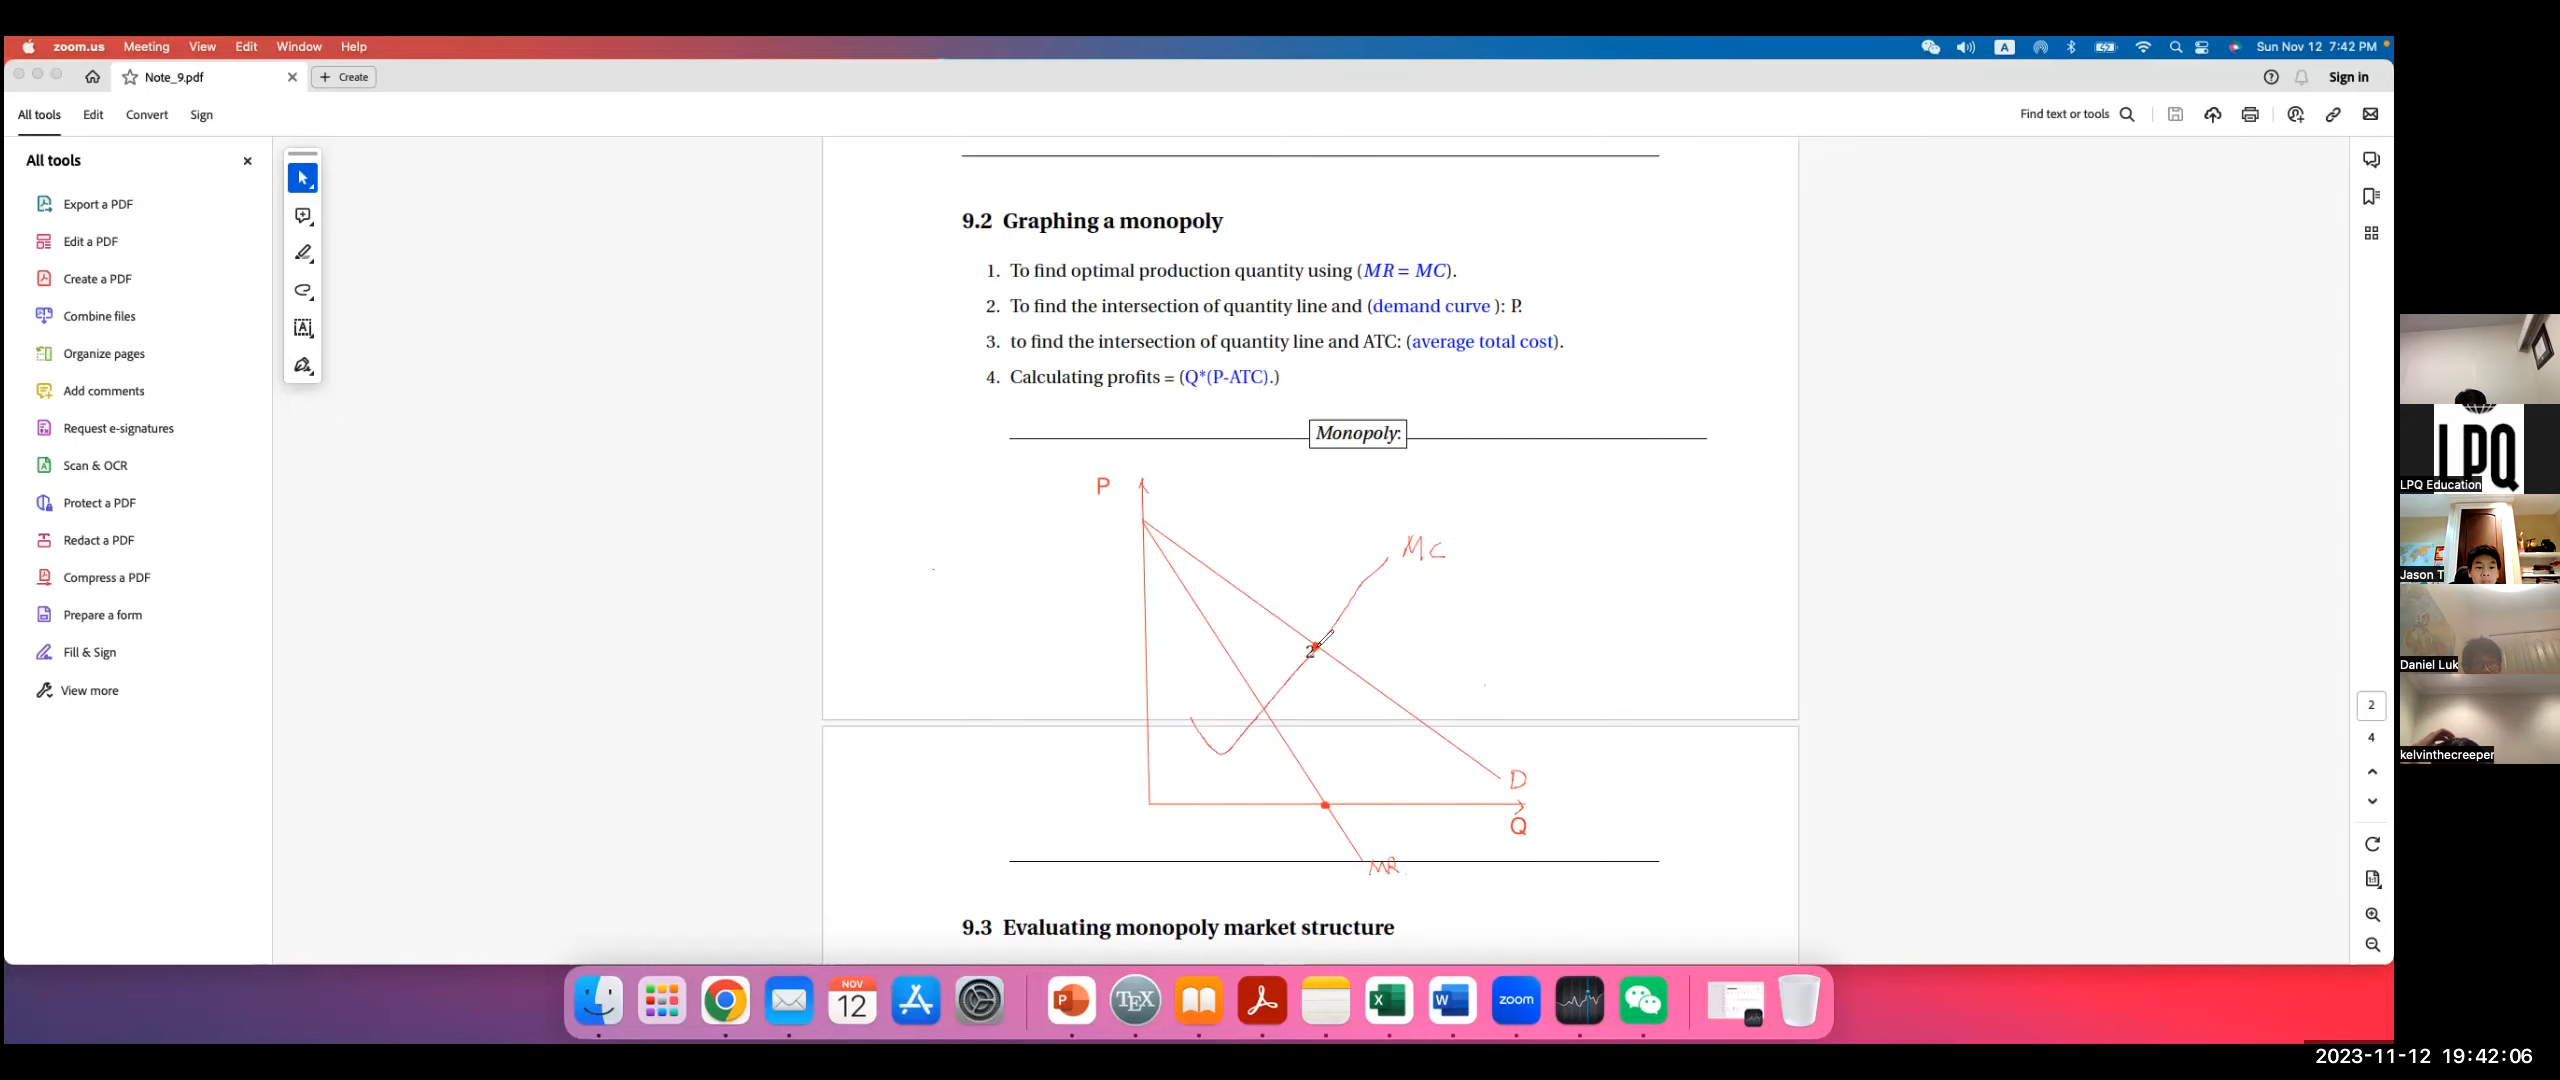 zoom.us Meeting View Edit Window Help
A Sun Nov 12 7:42 PM
Note_9.pdf + Create
Sign in
All tools Edit Convert Sign
Find text or tools
All tools
Export a PDF
Edit a PDF
Create a PDF
Combine files
Organize pages
Add comments
Request e-signatures
Scan & OCR
Protect a PDF
Redact a PDF
Compress a PDF
Prepare a form
Fill & Sign
View more
9.2 Graphing a monopoly
1. To find optimal production quantity using (MR = MC).
2. To find the intersection of quantity line and (demand curve ): P.
3. to find the intersection of quantity line and ATC: (average total cost).
4. Calculating profits = (Q*(P-ATC).)
Monopoly:
P
MC
2
D
Q
MR
9.3 Evaluating monopoly market structure
2
4
LPQ
LPQ Education
Jason T
Daniel Luk
kelvinthecreeper
NOV
12
P
TEX
X
W
zoom
2023-11-12 19:42:06